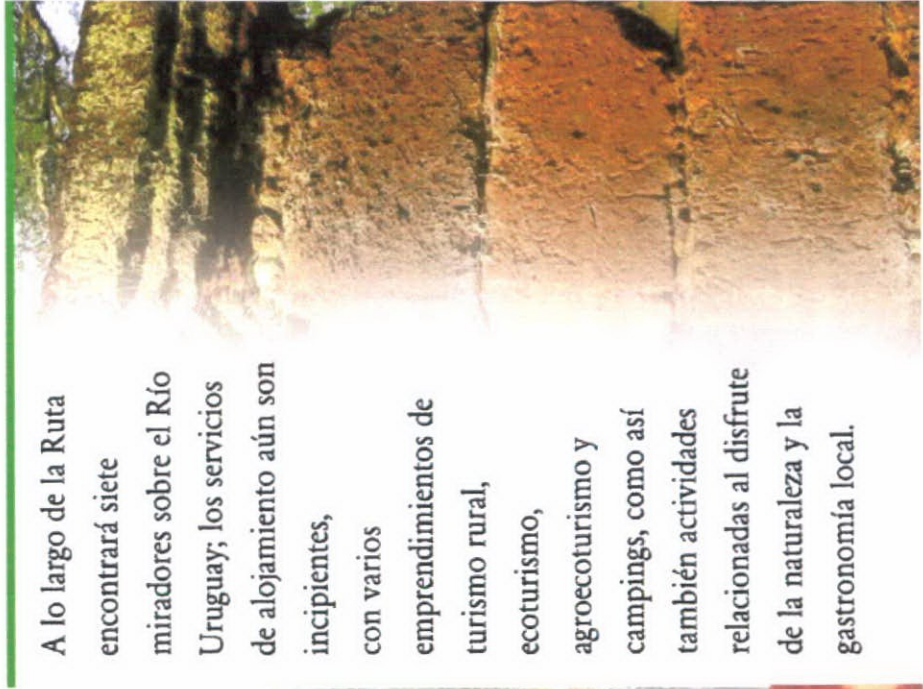 A lo largo de la Ruta
encontrará siete
miradores sobre el Río
Uruguay; los servicios
de alojamiento aún son
incipientes,
con varios
emprendimientos de
turismo rural,
ecoturismo,
agroecoturismo y
campings, como así
también actividades
relacionadas al disfrute
de la naturaleza y la
gastronomía local.